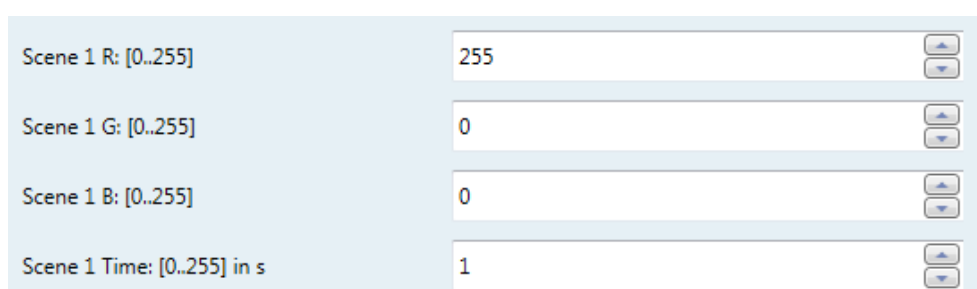 Scene 1 R: [0..255] 255
Scene 1 G: [0..255] 0
Scene 1 B: [0..255] 0
Scene 1 Time: [0..255] in s 1